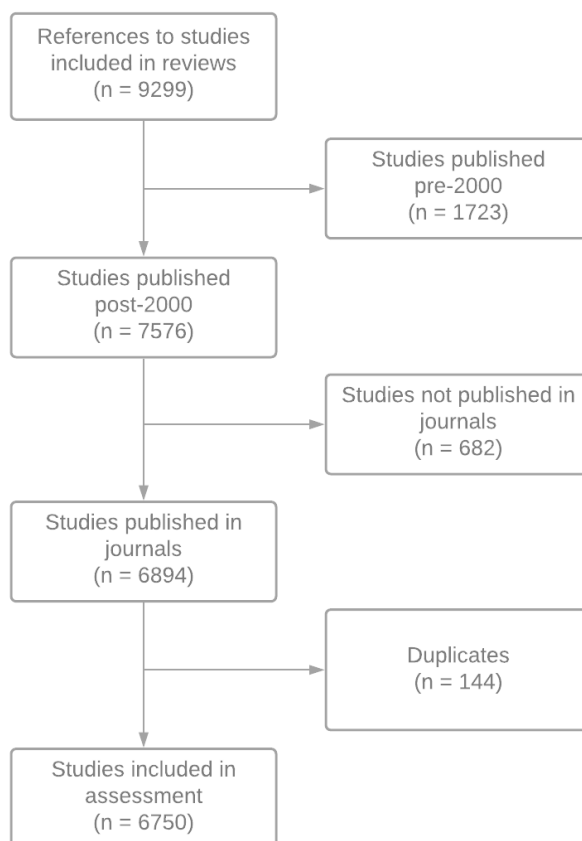 References to studies
included in reviews
(n = 9299)
Studies published
pre-2000
(n = 1723)
Studies published
post-2000
(n = 7576)
Studies not published in
journals
(n = 682)
Studies published in
journals
(n = 6894)
Duplicates
(n = 144)
Studies included in
assessment
(n = 6750)